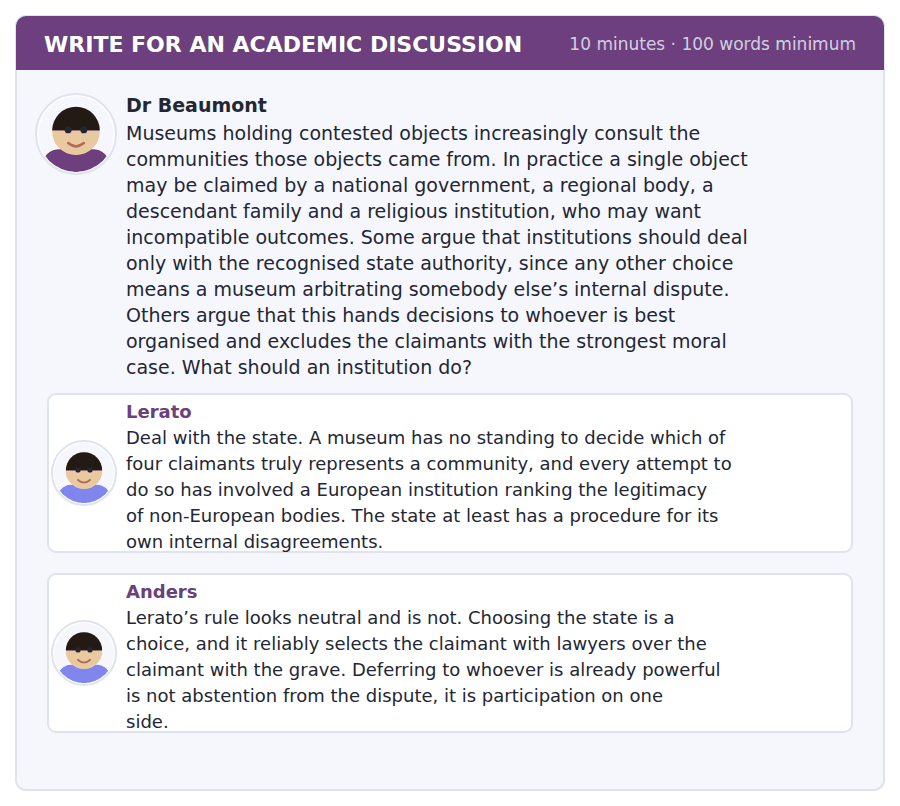 WRITE FOR AN ACADEMIC DISCUSSION
10 minutes · 100 words minimum
Dr Beaumont
Museums holding contested objects increasingly consult the
communities those objects came from. In practice a single object
may be claimed by a national government, a regional body, a
descendant family and a religious institution, who may want
incompatible outcomes. Some argue that institutions should deal
only with the recognised state authority, since any other choice
means a museum arbitrating somebody else’s internal dispute.
Others argue that this hands decisions to whoever is best
organised and excludes the claimants with the strongest moral
case. What should an institution do?
Lerato
Deal with the state. A museum has no standing to decide which of
four claimants truly represents a community, and every attempt to
do so has involved a European institution ranking the legitimacy
of non-European bodies. The state at least has a procedure for its
own internal disagreements.
Anders
Lerato’s rule looks neutral and is not. Choosing the state is a
choice, and it reliably selects the claimant with lawyers over the
claimant with the grave. Deferring to whoever is already powerful
is not abstention from the dispute, it is participation on one
side.